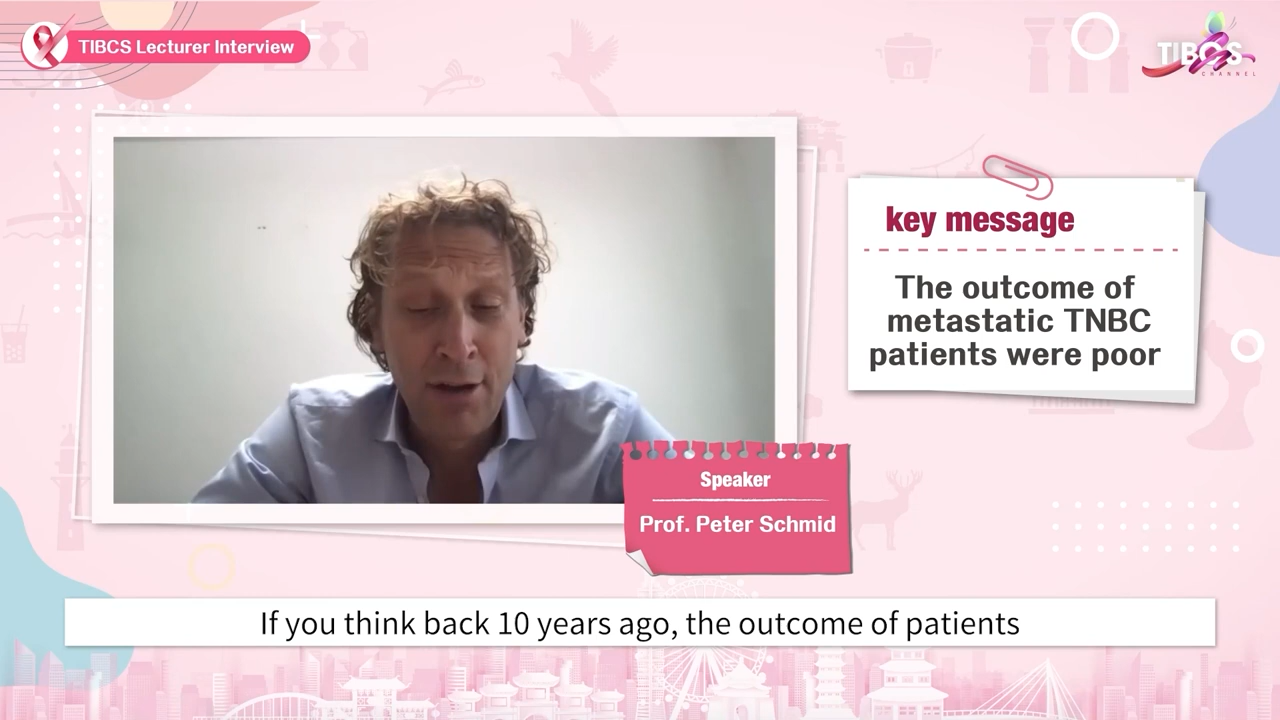 TIBCS Lecturer Interview
TIBCS
CHANNEL
key message
The outcome of
metastatic TNBC
patients were poor
Speaker
Prof. Peter Schmid
If you think back 10 years ago, the outcome of patients